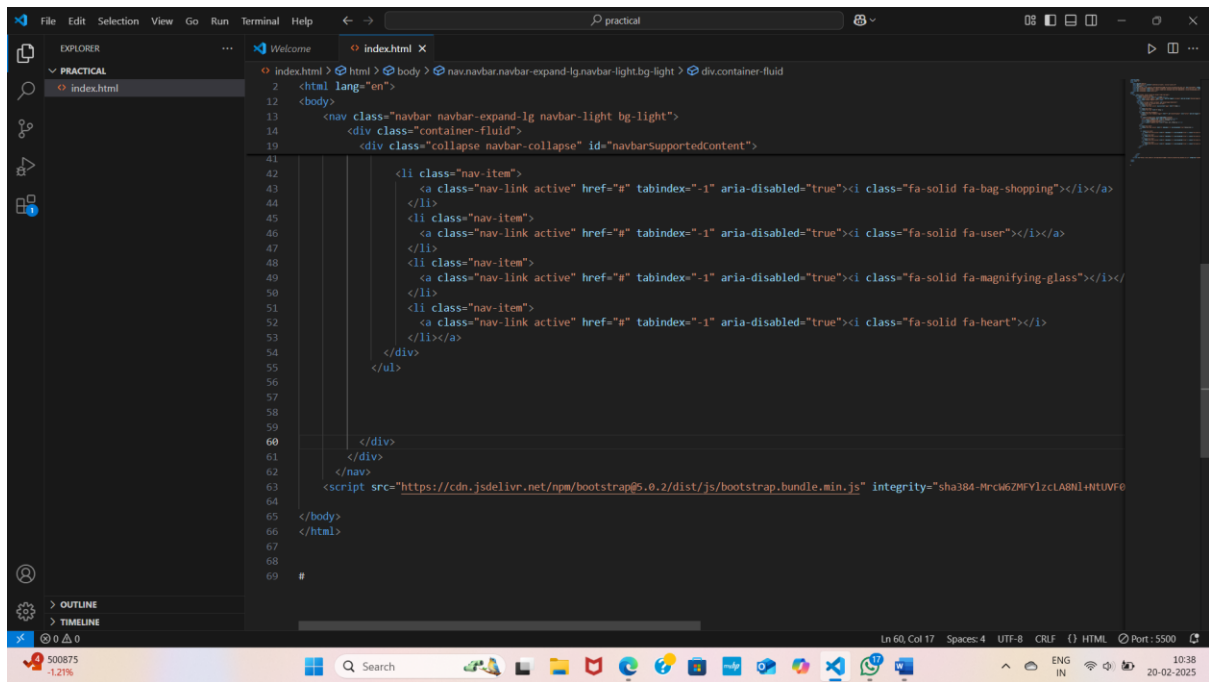 File Edit Selection View Go Run Terminal Help
practical
EXPLORER
PRACTICAL
index.html
Welcome
index.html
index.html > html > body > nav.navbar.navbar-expand-lg.navbar-light.bg-light > div.container-fluid
2 <html lang="en">
12 <body>
13 <nav class="navbar navbar-expand-lg navbar-light bg-light">
14 <div class="container-fluid">
19 <div class="collapse navbar-collapse" id="navbarSupportedContent">
41
42 <li class="nav-item">
43 <a class="nav-link active" href="#" tabindex="-1" aria-disabled="true"><i class="fa-solid fa-bag-shopping"></i></a>
44 </li>
45 <li class="nav-item">
46 <a class="nav-link active" href="#" tabindex="-1" aria-disabled="true"><i class="fa-solid fa-user"></i></a>
47 </li>
48 <li class="nav-item">
49 <a class="nav-link active" href="#" tabindex="-1" aria-disabled="true"><i class="fa-solid fa-magnifying-glass"></i></
50 </li>
51 <li class="nav-item">
52 <a class="nav-link active" href="#" tabindex="-1" aria-disabled="true"><i class="fa-solid fa-heart"></i>
53 </li></a>
54 </div>
55 </ul>
56
57
58
59
60 </div>
61 </div>
62 </nav>
63 <script src="https://cdn.jsdelivr.net/npm/bootstrap@5.0.2/dist/js/bootstrap.bundle.min.js" integrity="sha384-MrcW6ZMFYlzcLA8Nl+NtUVF0
64
65 </body>
66 </html>
67
68
69 #
OUTLINE
TIMELINE
0 0 Ln 60, Col 17 Spaces: 4 UTF-8 CRLF {} HTML Port : 5500
500875
-1.21%
Search
ENG
IN
10:38
20-02-2025